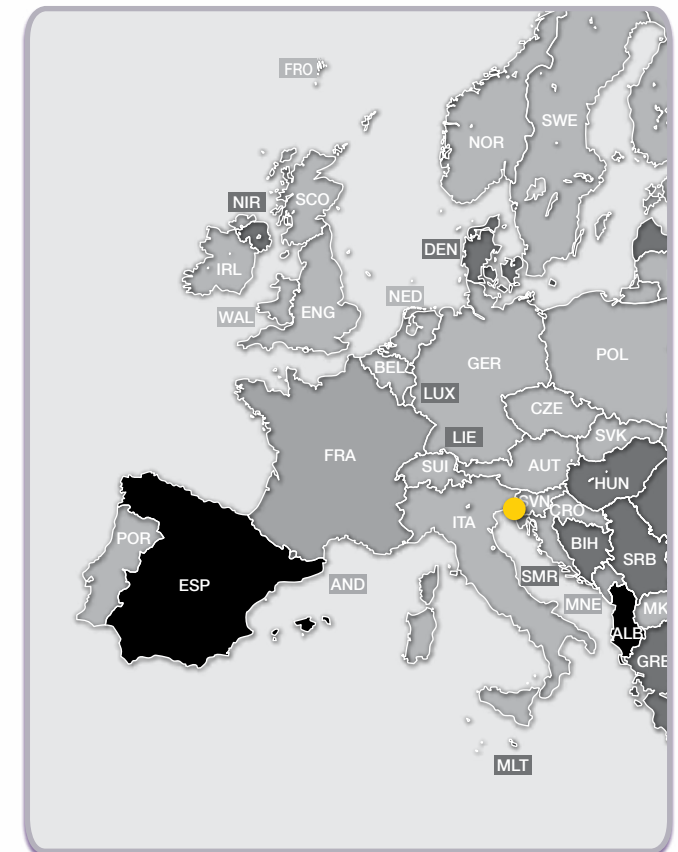 FRO
SWE
NOR
NIR
SCO
DEN
IRL
NED
WAL
ENG
POL
GER
BEL
LUX
CZE
LIE
SVK
FRA
SUI
AUT
HUN
SVN
CRO
ITA
POR
BIH
SRB
SMR
ESP
AND
MNE
MK
ALB
GRE
MLT